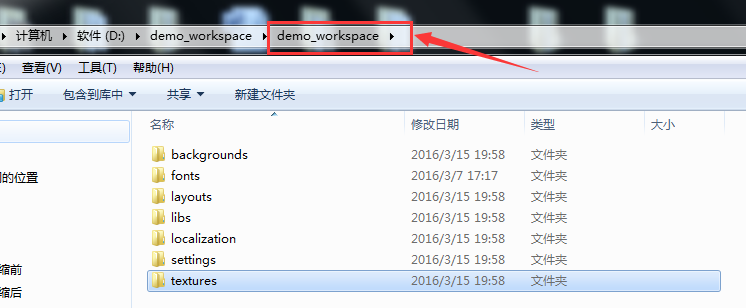 计算机 ▸ 软件 (D:) ▸ demo_workspace ▸ demo_workspace ▸
E) 查看(V) 工具(T) 帮助(H)
打开 包含到库中 共享 新建文件夹
名称 修改日期 类型 大小
backgrounds 2016/3/15 19:58 文件夹
的位置 fonts 2016/3/7 17:17 文件夹
layouts 2016/3/15 19:58 文件夹
libs 2016/3/15 19:58 文件夹
localization 2016/3/15 19:58 文件夹
缩前 settings 2016/3/15 19:58 文件夹
缩后 textures 2016/3/15 19:58 文件夹